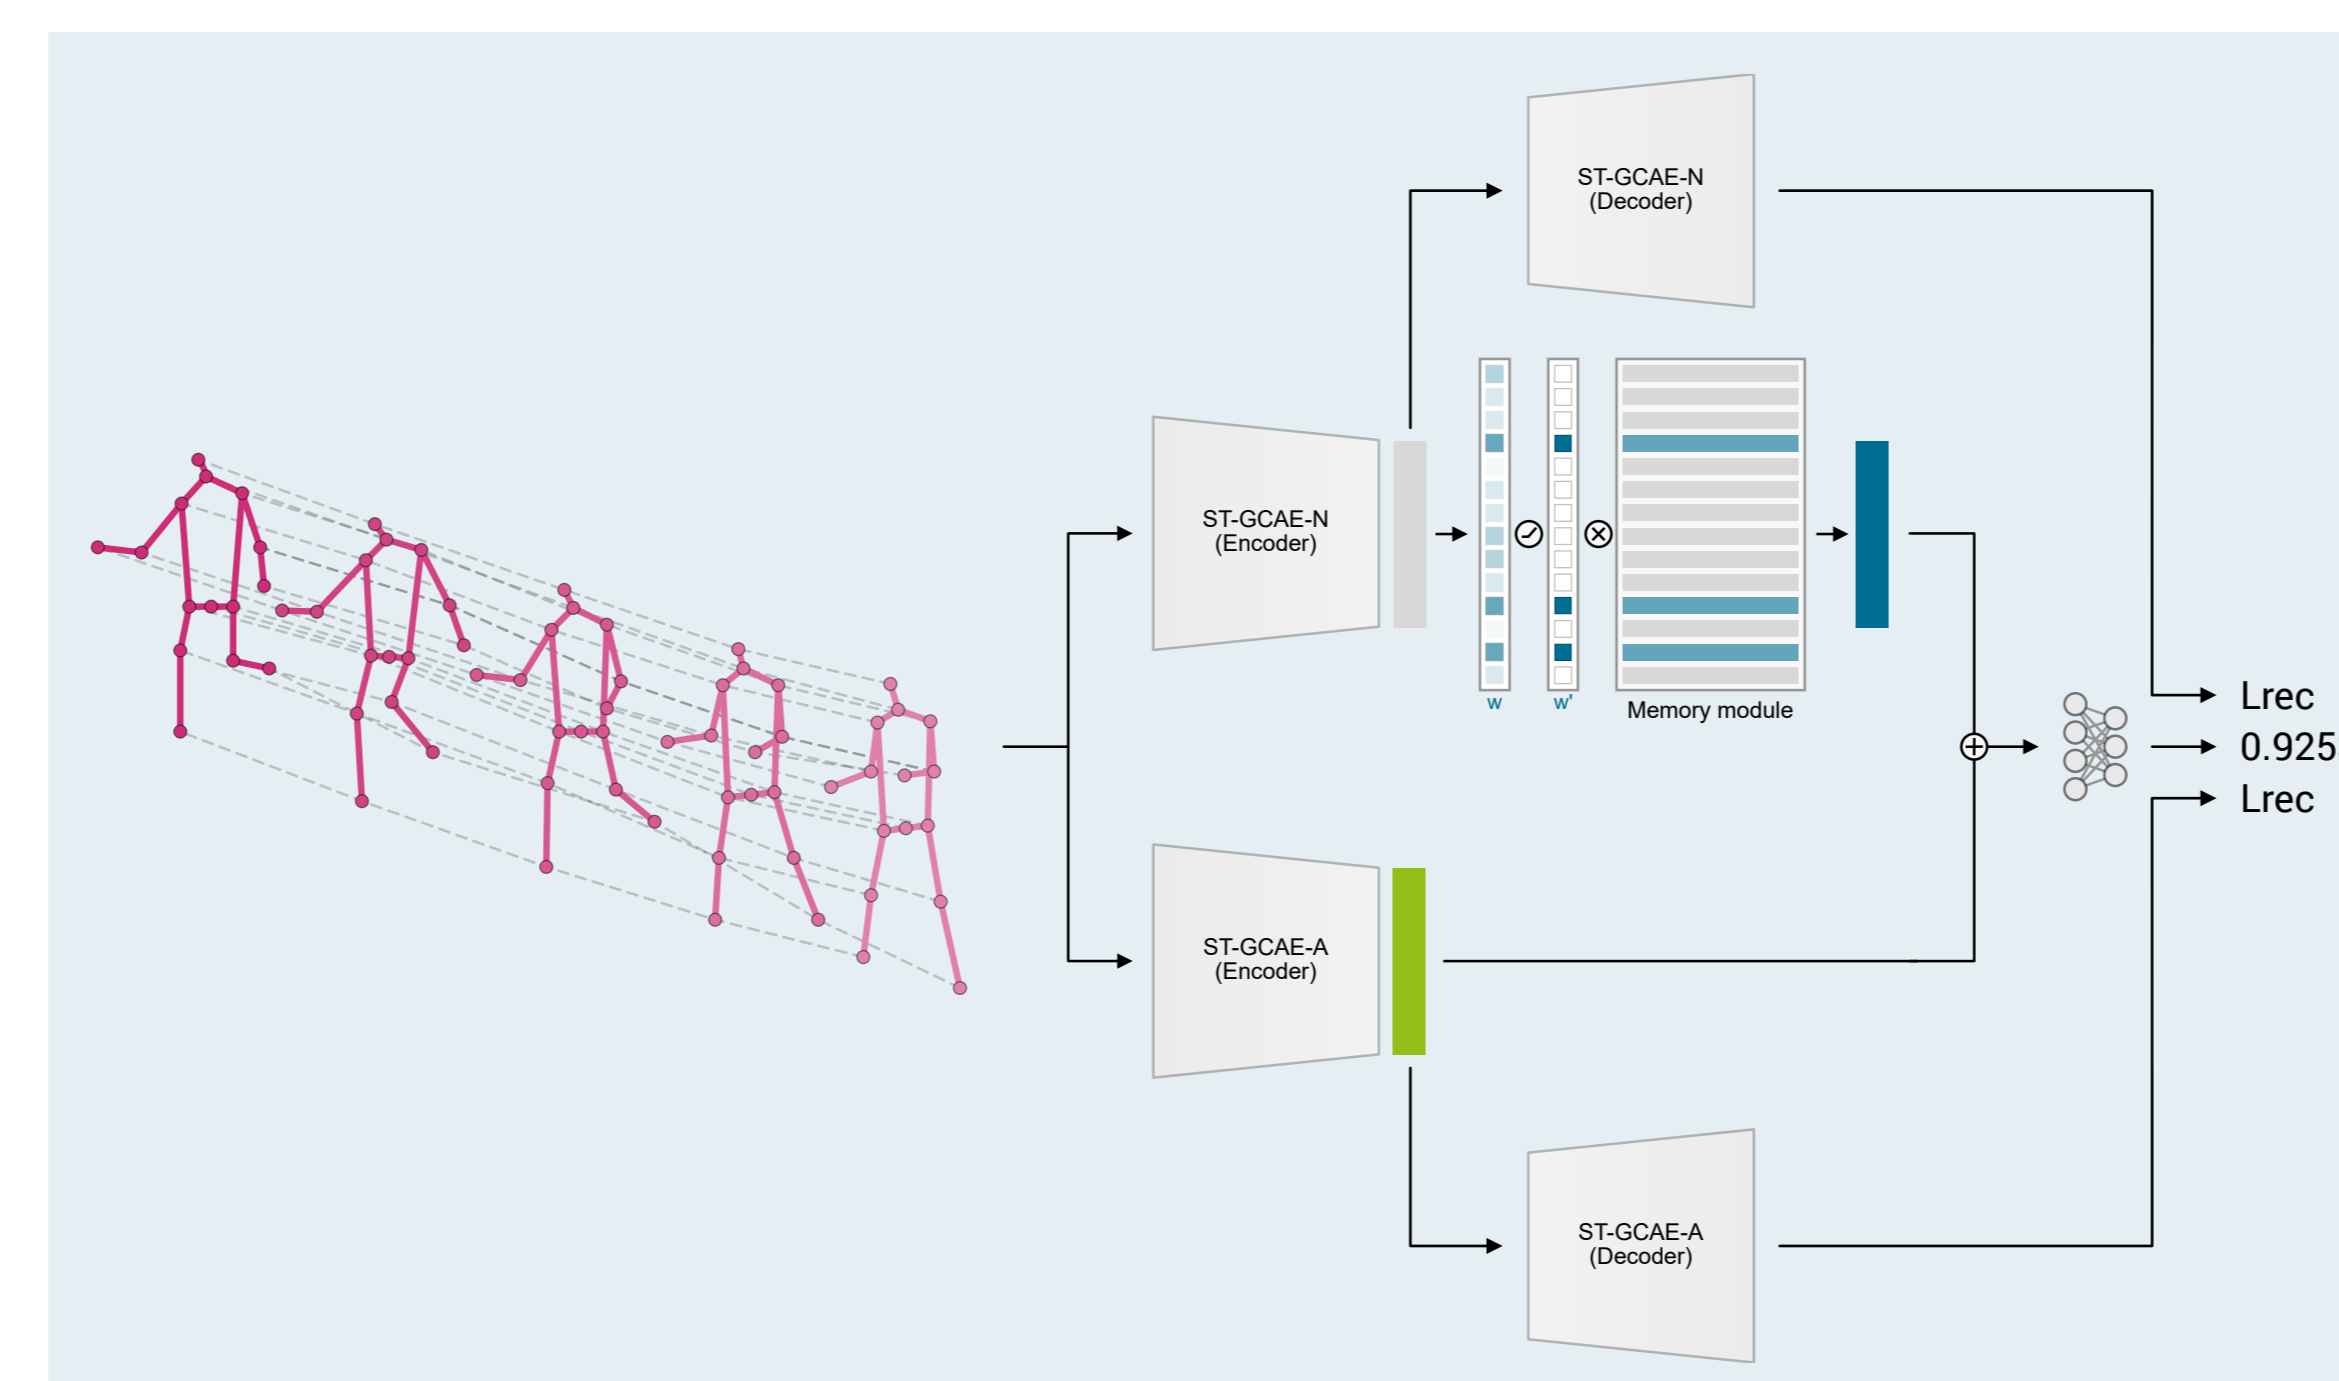 ST-GCAE-N
(Decoder)
ST-GCAE-N
(Encoder)
w
w'
Memory module
Lrec
0.925
Lrec
ST-GCAE-A
(Encoder)
ST-GCAE-A
(Decoder)